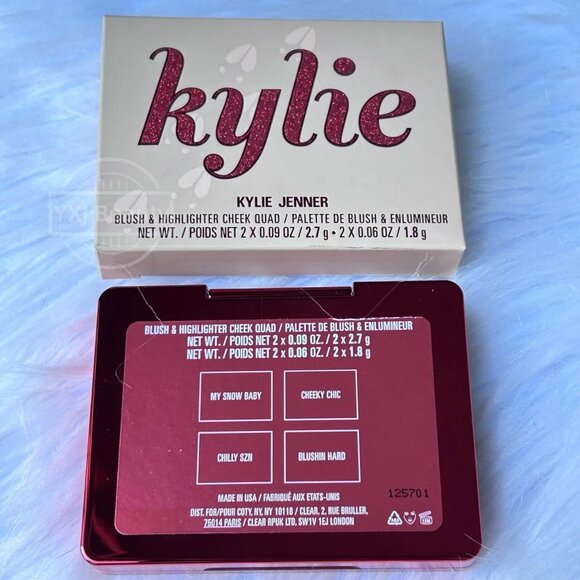 kylie
KYLIE JENNER
BLUSH & HIGHLIGHTER CHEEK QUAD / PALETTE DE BLUSH & ENLUMINEUR
NET WT. / POIDS NET 2 X 0.09 OZ / 2.7 g • 2 X 0.06 OZ / 1.8 g
BLUSH & HIGHLIGHTER CHEEK QUAD / PALETTE DE BLUSH & ENLUMINEUR
NET WT. / POIDS NET 2 x 0.09 OZ. / 2 x 2.7 g
NET WT. / POIDS NET 2 x 0.06 OZ. / 2 x 1.8 g
MY SNOW BABY
CHEEKY CHIC
CHILLY SZN
BLUSHIN HARD
MADE IN USA / FABRIQUÉ AUX ETATS-UNIS
125701
DIST. FOR/POUR COTY, NY, NY 10118 / CLEAR, 2, RUE BRULLER,
75014 PARIS / CLEAR RPUK LTD, SW1V 1EJ LONDON